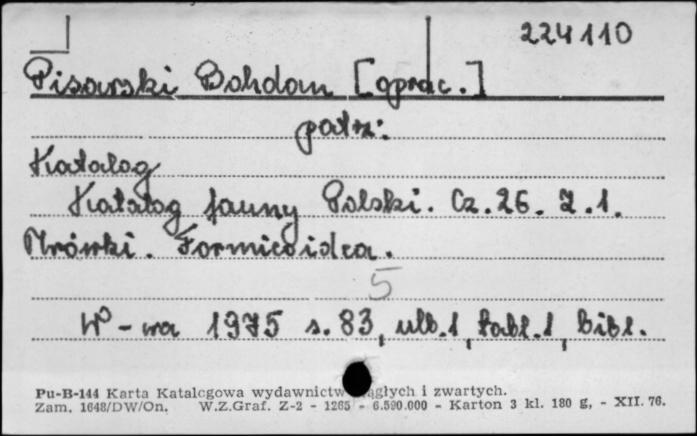 224110
Pisarski Bohdan [oprac.]
patrz:
Katalog
Katalog fauny Polski. Cz. 26. Z. 1.
Mrówki. Formicoidea.
5
W-wa 1975 s. 83, ulb. 1, tabl. 1, bibl.
Pu-B-144 Karta Katalogowa wydawnictw ciągłych i zwartych.
Zam. 1648/DW/On. W.Z.Graf. Z-2 - 1265 - 6.590.000 - Karton 3 kl. 180 g, - XII. 76.